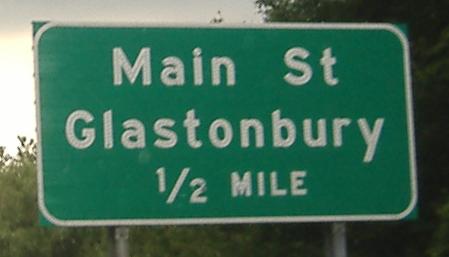 Main St
Glastonbury
1/2 MILE